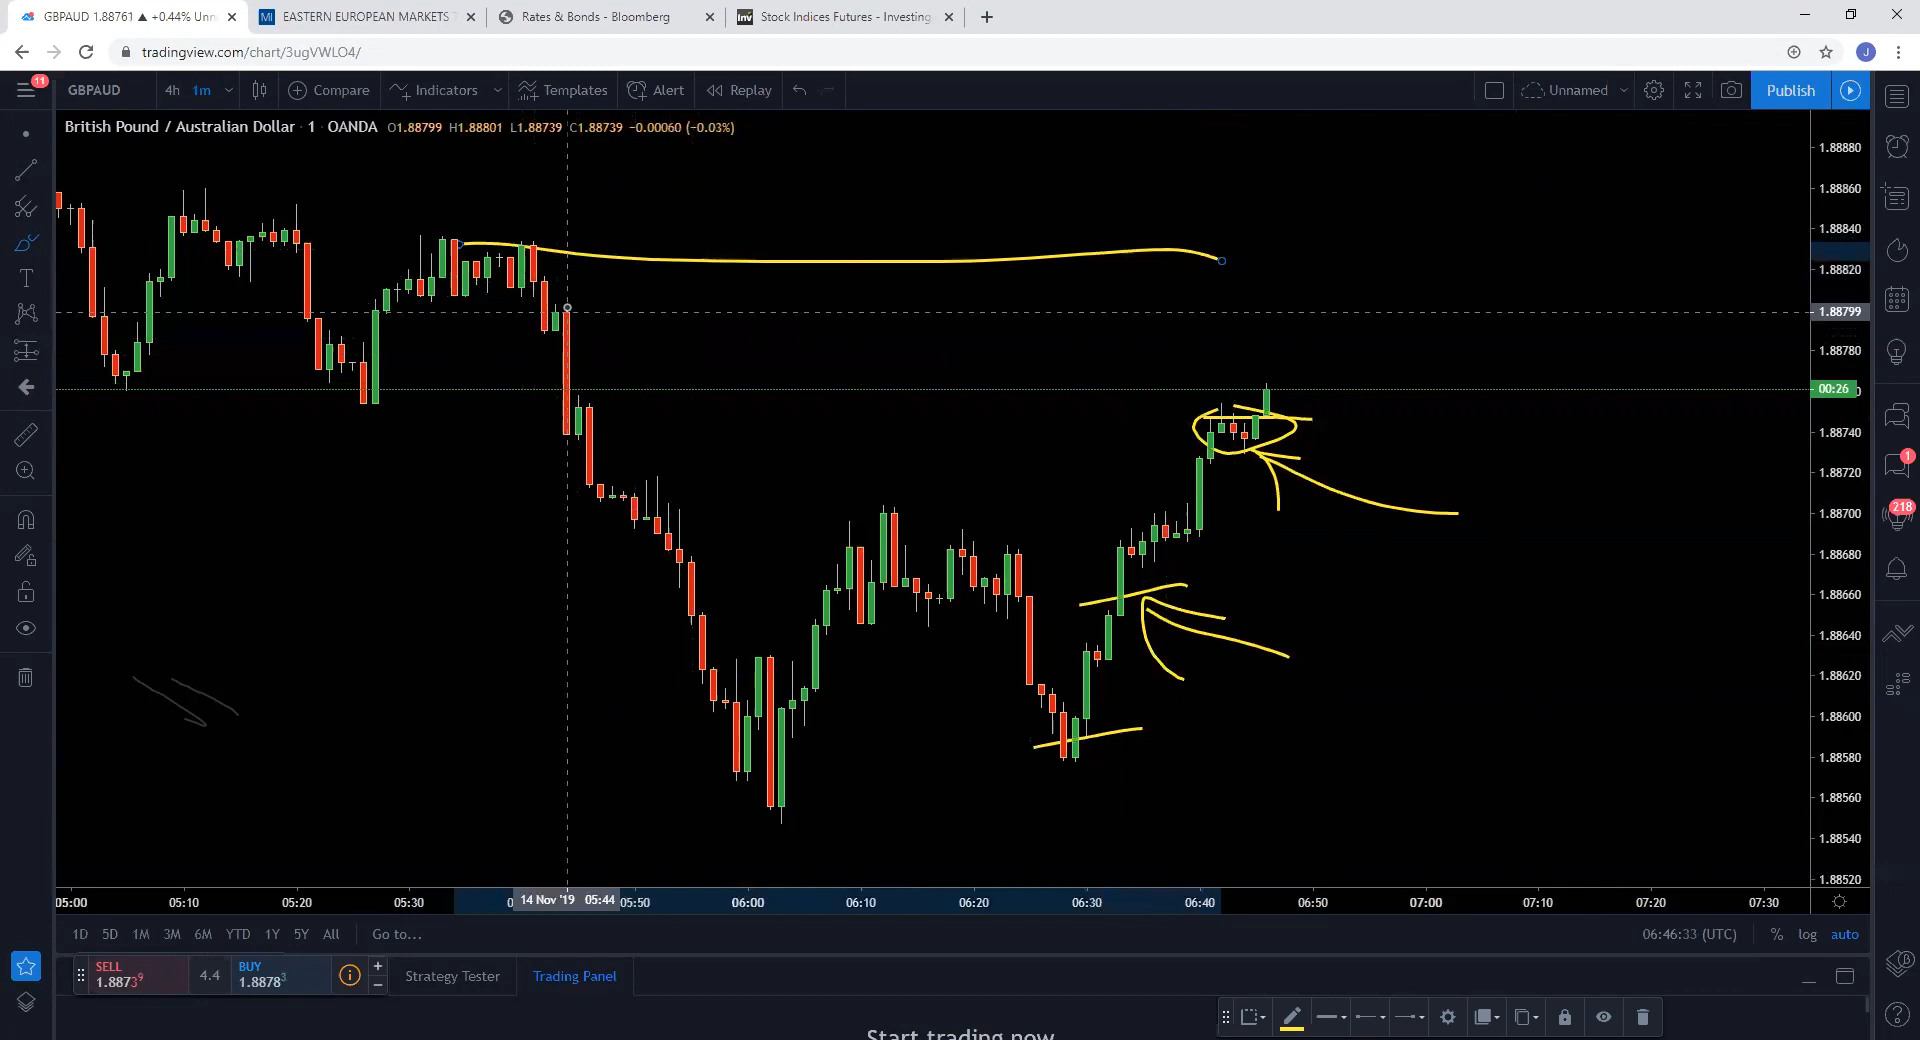 GBPAUD 1.88761 ▲ +0.44% Unn
EASTERN EUROPEAN MARKETS
Rates & Bonds - Bloomberg
Stock Indices Futures - Investing
tradingview.com/chart/3ugVWLO4/
J
11
GBPAUD 4h 1m Compare Indicators Templates Alert Replay Unnamed Publish
British Pound / Australian Dollar · 1 · OANDA O1.88799 H1.88801 L1.88739 C1.88739 −0.00060 (−0.03%)
1.88880
1.88860
1.88840
1.88820
1.88799
1.88780
00:26
1.88740
1.88720
1.88700
1.88680
1.88660
1.88640
1.88620
1.88600
1.88580
1.88560
1.88540
1.88520
1
218
05:00 05:10 05:20 05:30 14 Nov '19 05:44 05:50 06:00 06:10 06:20 06:30 06:40 06:50 07:00 07:10 07:20 07:30
1D 5D 1M 3M 6M YTD 1Y 5Y All Go to... 06:46:33 (UTC) % log auto
SELL 4.4 BUY
1.88739 1.88783
Strategy Tester Trading Panel
Start trading now